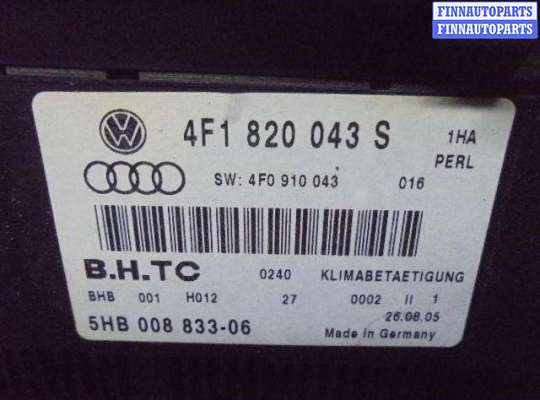 FINNAUTOPARTS
FINNAUTOPARTS
4F1 820 043 S 1HA
PERL
SW: 4F0 910 043 016
B.H.TC 0240 KLIMABETAETIGUNG
BHB 001 H012 27 0002 II 1
26.08.05
5HB 008 833-06 Made in Germany